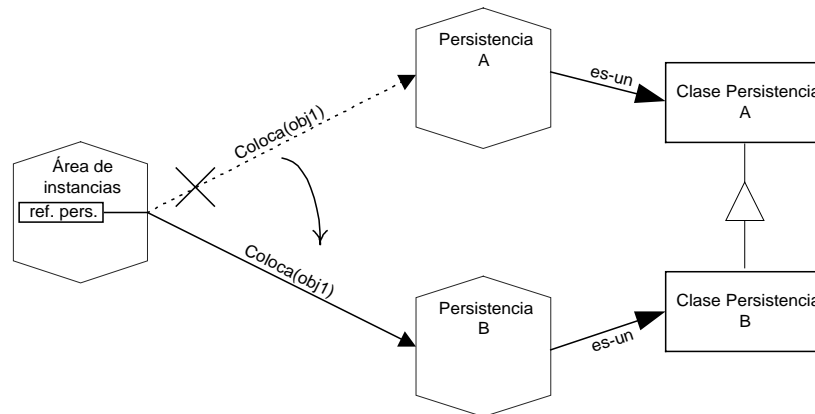 Persistencia
A
es-un
Clase Persistencia
A
Coloca(obj1)
Área de
instancias
ref. pers.
Coloca(obj1)
Persistencia
B
es-un
Clase Persistencia
B